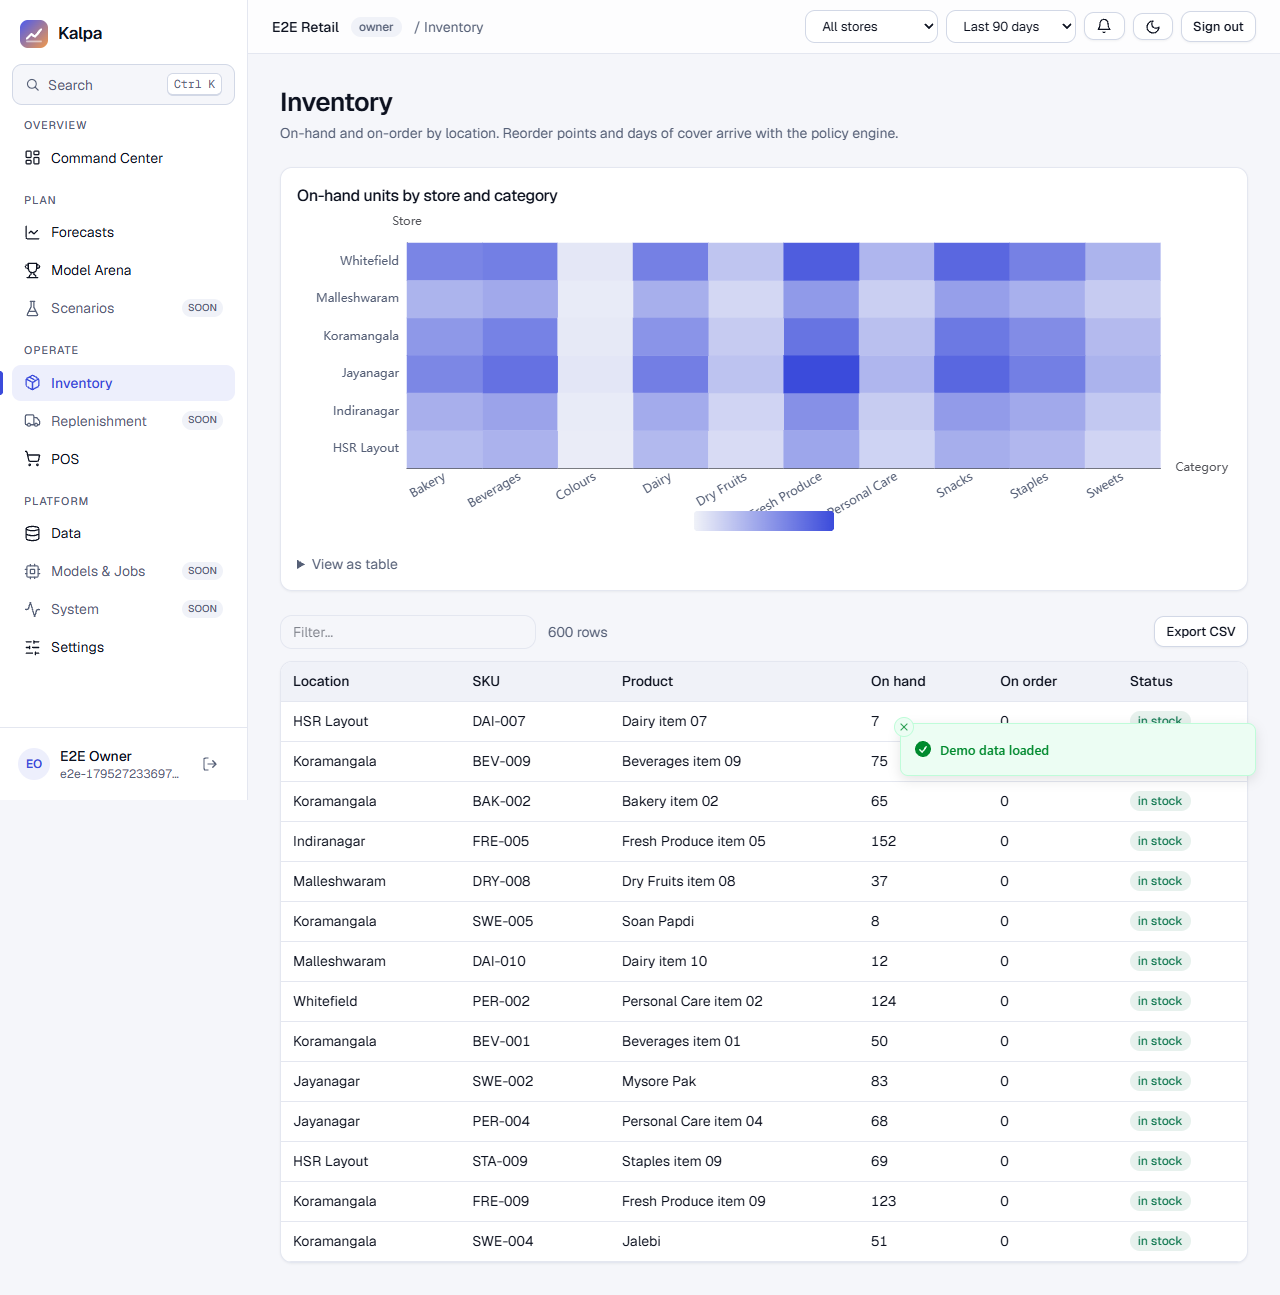 Kalpa
Search Ctrl K
OVERVIEW
Command Center
PLAN
Forecasts
Model Arena
Scenarios SOON
OPERATE
Inventory
Replenishment SOON
POS
PLATFORM
Data
Models & Jobs SOON
System SOON
Settings
EO E2E Owner
e2e-179527233697...
E2E Retail owner / Inventory
All stores Last 90 days Sign out
Inventory
On-hand and on-order by location. Reorder points and days of cover arrive with the policy engine.
On-hand units by store and category
Store
Whitefield
Malleshwaram
Koramangala
Jayanagar
Indiranagar
HSR Layout
Category
Bakery Beverages Colours Dairy Dry Fruits Fresh Produce Personal Care Snacks Staples Sweets
View as table
Filter... 600 rows Export CSV
Location SKU Product On hand On order Status
HSR Layout DAI-007 Dairy item 07 7 0 in stock
Koramangala BEV-009 Beverages item 09 75
Demo data loaded
Koramangala BAK-002 Bakery item 02 65 0 in stock
Indiranagar FRE-005 Fresh Produce item 05 152 0 in stock
Malleshwaram DRY-008 Dry Fruits item 08 37 0 in stock
Koramangala SWE-005 Soan Papdi 8 0 in stock
Malleshwaram DAI-010 Dairy item 10 12 0 in stock
Whitefield PER-002 Personal Care item 02 124 0 in stock
Koramangala BEV-001 Beverages item 01 50 0 in stock
Jayanagar SWE-002 Mysore Pak 83 0 in stock
Jayanagar PER-004 Personal Care item 04 68 0 in stock
HSR Layout STA-009 Staples item 09 69 0 in stock
Koramangala FRE-009 Fresh Produce item 09 123 0 in stock
Koramangala SWE-004 Jalebi 51 0 in stock